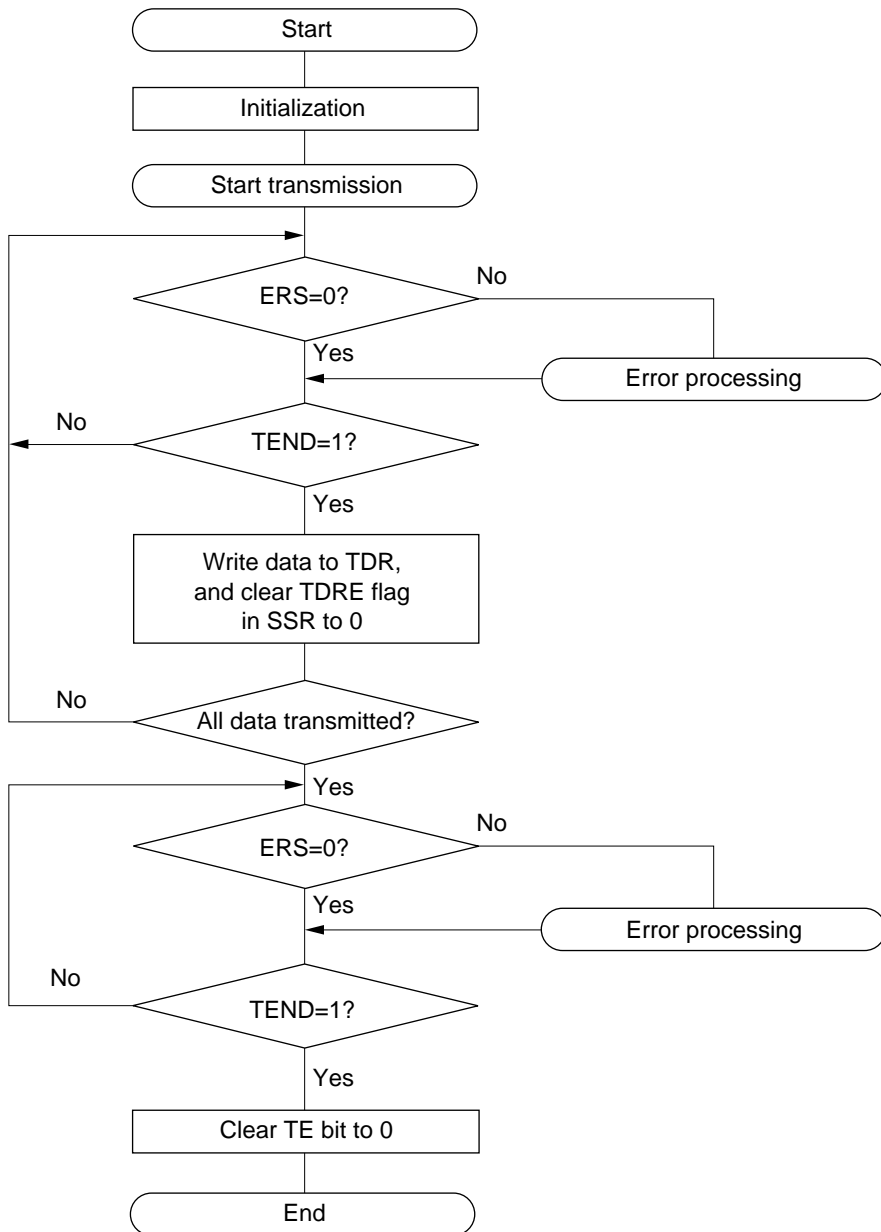 Start
Initialization
Start transmission
No
ERS=0?
Yes
Error processing
No
TEND=1?
Yes
Write data to TDR,
and clear TDRE flag
in SSR to 0
No
All data transmitted?
Yes
No
ERS=0?
Yes
Error processing
No
TEND=1?
Yes
Clear TE bit to 0
End